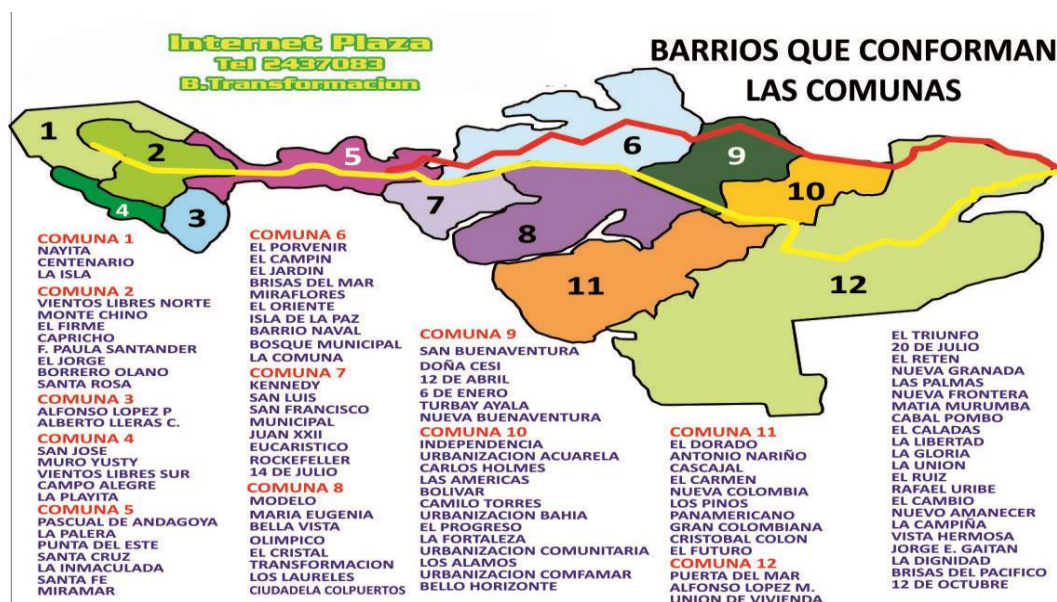 Internet Plaza
Tel 2437083
B.Transformacion
BARRIOS QUE CONFORMAN
LAS COMUNAS
1
2
3
4
5
6
7
8
9
10
11
12
COMUNA 1
NAYITA
CENTENARIO
LA ISLA
COMUNA 2
VIENTOS LIBRES NORTE
MONTE CHINO
EL FIRME
CAPRICHO
F. PAULA SANTANDER
EL JORGE
BORRERO OLANO
SANTA ROSA
COMUNA 3
ALFONSO LOPEZ P
ALBERTO LLERAS C.
COMUNA 4
SAN JOSE
MURO YUSTY
VIENTOS LIBRES SUR
CAMPO ALEGRE
LA PLAYITA
COMUNA 5
PASCUAL DE ANDAGOYA
LA PALERA
PUNTA DEL ESTE
SANTA CRUZ
LA INMACULADA
SANTA FE
MIRAMAR
COMUNA 6
EL PORVENIR
EL CAMPIN
EL JARDIN
BRISAS DEL MAR
MIRAFLORES
EL ORIENTE
ISLA DE LA PAZ
BARRIO NAVAL
BOSQUE MUNICIPAL
LA COMUNA
COMUNA 7
KENNEDY
SAN LUIS
SAN FRANCISCO
MUNICIPAL
JUAN XXII
EUCARISTICO
ROCKEFELLER
14 DE JULIO
COMUNA 8
MODELO
MARIA EUGENIA
BELLA VISTA
OLIMPICO
EL CRISTAL
TRANSFORMACION
LOS LAURELES
CIUDADELA COLPUERTOS
COMUNA 9
SAN BUENAVENTURA
DOÑA CESI
12 DE ABRIL
6 DE ENERO
TURBAY AYALA
NUEVA BUENAVENTURA
COMUNA 10
INDEPENDENCIA
URBANIZACION ACUARELA
CARLOS HOLMES
LAS AMERICAS
BOLIVAR
CAMILO TORRES
URBANIZACION BAHIA
EL PROGRESO
LA FORTALEZA
URBANIZACION COMUNITARIA
LOS ALAMOS
URBANIZACION COMFAMAR
BELLO HORIZONTE
COMUNA 11
EL DORADO
ANTONIO NARIÑO
CASCAJAL
EL CARMEN
NUEVA COLOMBIA
LOS PINOS
PANAMERICANO
GRAN COLOMBIANA
CRISTOBAL COLON
EL FUTURO
COMUNA 12
PUERTA DEL MAR
ALFONSO LOPEZ M.
UNION DE VIVIENDA
EL TRIUNFO
20 DE JULIO
EL RETEN
NUEVA GRANADA
LAS PALMAS
NUEVA FRONTERA
MATIA MURUMBA
CABAL POMBO
EL CALADAS
LA LIBERTAD
LA GLORIA
LA UNION
EL RUIZ
RAFAEL URIBE
EL CAMBIO
NUEVO AMANECER
LA CAMPIÑA
VISTA HERMOSA
JORGE E. GAITAN
LA DIGNIDAD
BRISAS DEL PACIFICO
12 DE OCTUBRE